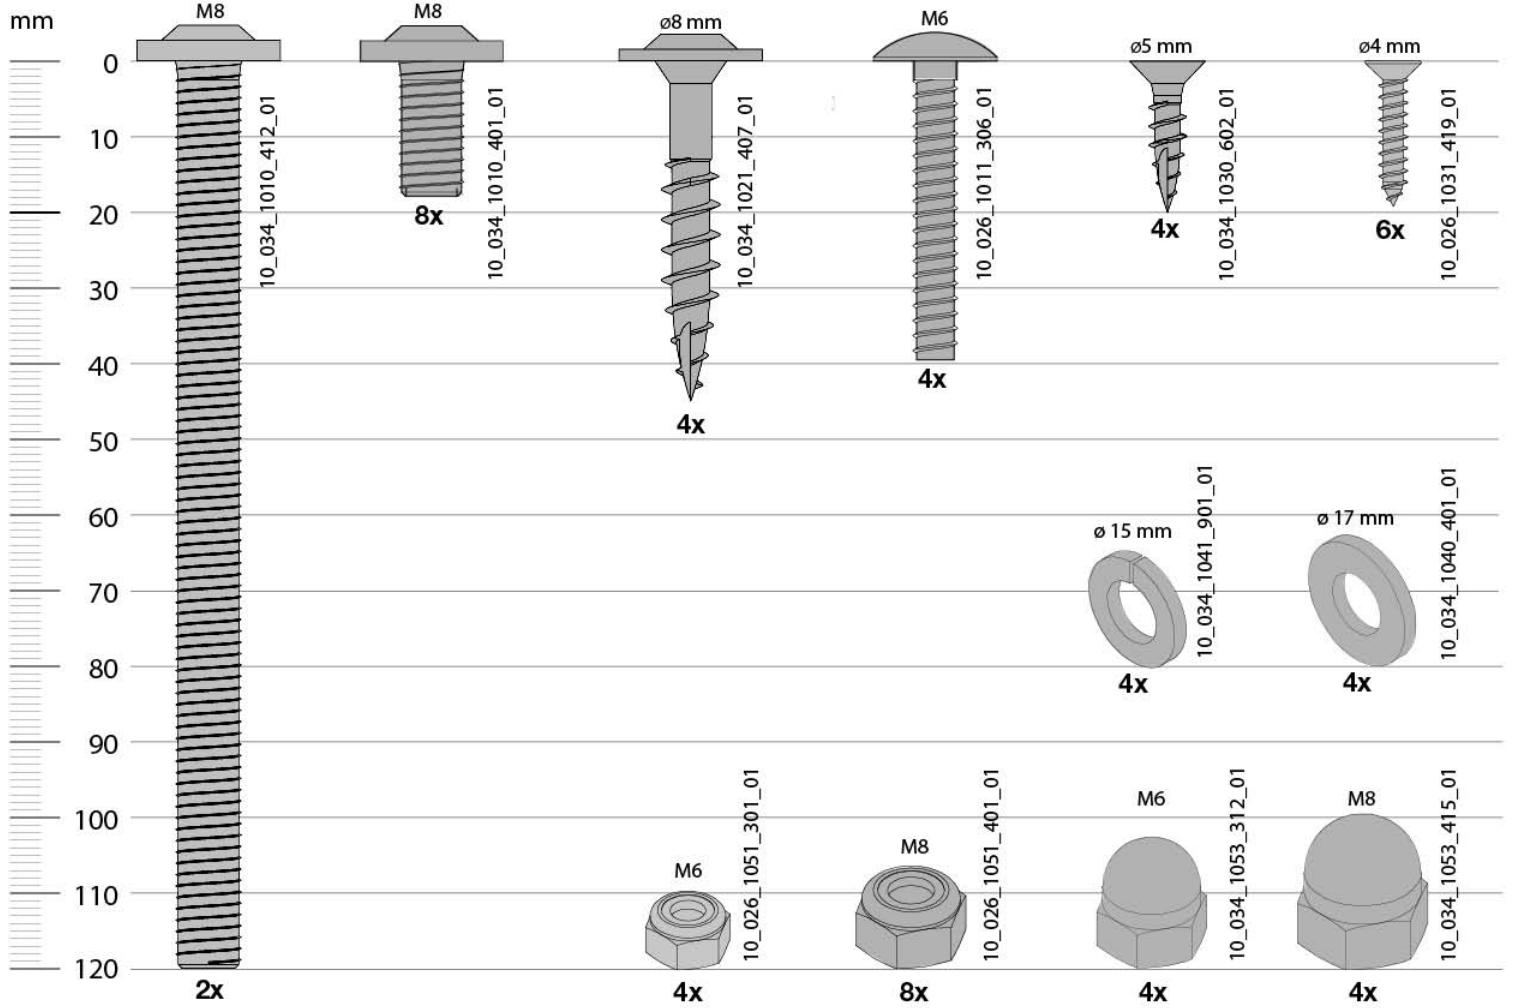 mm
M8
M8
ø8 mm
M6
ø5 mm
ø4 mm
0
10
20
30
40
50
60
70
80
90
100
110
120
10_034_1010_412_01
10_034_1010_401_01
10_034_1021_407_01
10_026_1011_306_01
10_034_1030_602_01
10_026_1031_419_01
8x
4x
6x
4x
4x
ø 15 mm
10_034_1041_901_01
ø 17 mm
10_034_1040_401_01
4x
4x
M6
10_026_1051_301_01
M8
10_026_1051_401_01
M6
10_034_1053_312_01
M8
10_034_1053_415_01
2x
4x
8x
4x
4x